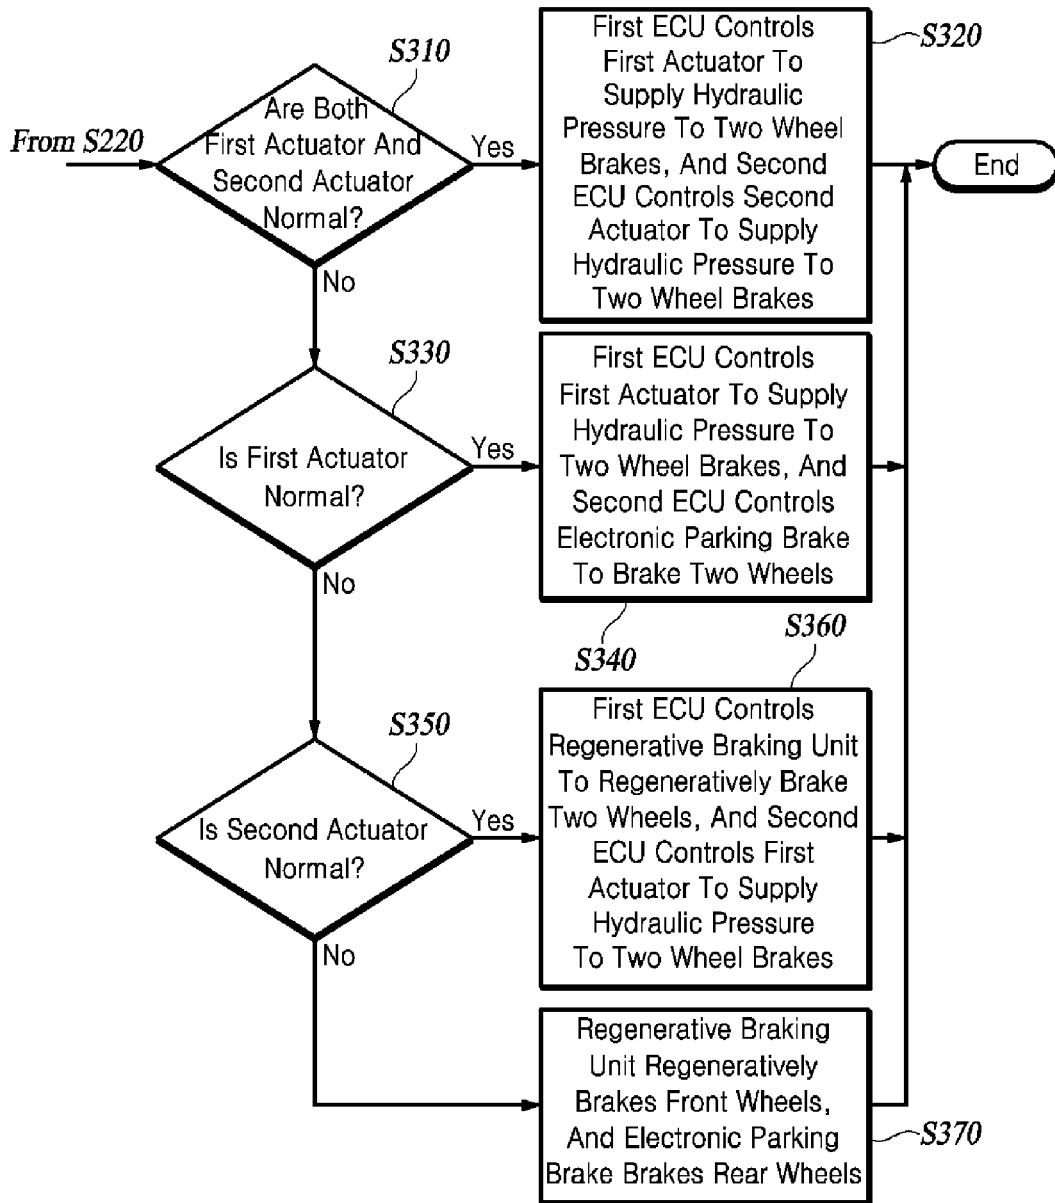 S310
Are Both
First Actuator And
Second Actuator
Normal?
From S220
Yes
No
First ECU Controls
First Actuator To
Supply Hydraulic
Pressure To Two Wheel
Brakes, And Second
ECU Controls Second
Actuator To Supply
Hydraulic Pressure To
Two Wheel Brakes
S320
End
S330
Is First Actuator
Normal?
Yes
No
First ECU Controls
First Actuator To Supply
Hydraulic Pressure To
Two Wheel Brakes, And
Second ECU Controls
Electronic Parking Brake
To Brake Two Wheels
S340
S350
Is Second Actuator
Normal?
Yes
No
S360
First ECU Controls
Regenerative Braking Unit
To Regeneratively Brake
Two Wheels, And Second
ECU Controls First
Actuator To Supply
Hydraulic Pressure
To Two Wheel Brakes
Regenerative Braking
Unit Regeneratively
Brakes Front Wheels,
And Electronic Parking
Brake Brakes Rear Wheels
S370